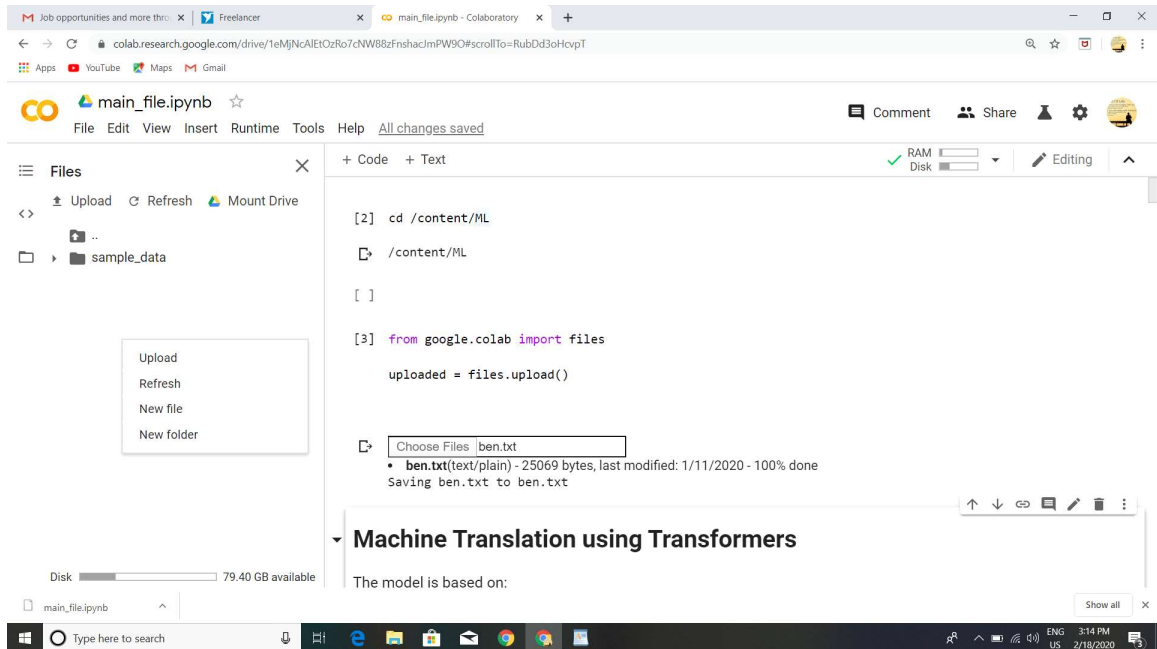 Job opportunities and more thro
Freelancer
main_file.ipynb - Colaboratory
colab.research.google.com/drive/1eMjNcAlEtOzRo7cNW88zFnshacJmPW9O#scrollTo=RubDd3oHcvpT
Apps YouTube Maps Gmail
CO main_file.ipynb
File Edit View Insert Runtime Tools Help All changes saved
Comment Share
Files
+ Code + Text
RAM
Disk
Editing
Upload Refresh Mount Drive
..
sample_data
[2] cd /content/ML
/content/ML
[ ]
[3] from google.colab import files
uploaded = files.upload()
Upload
Refresh
New file
New folder
Choose Files ben.txt
• ben.txt(text/plain) - 25069 bytes, last modified: 1/11/2020 - 100% done
Saving ben.txt to ben.txt
Machine Translation using Transformers
The model is based on:
Disk 79.40 GB available
main_file.ipynb
Show all
Type here to search
ENG
US
3:14 PM
2/18/2020
3